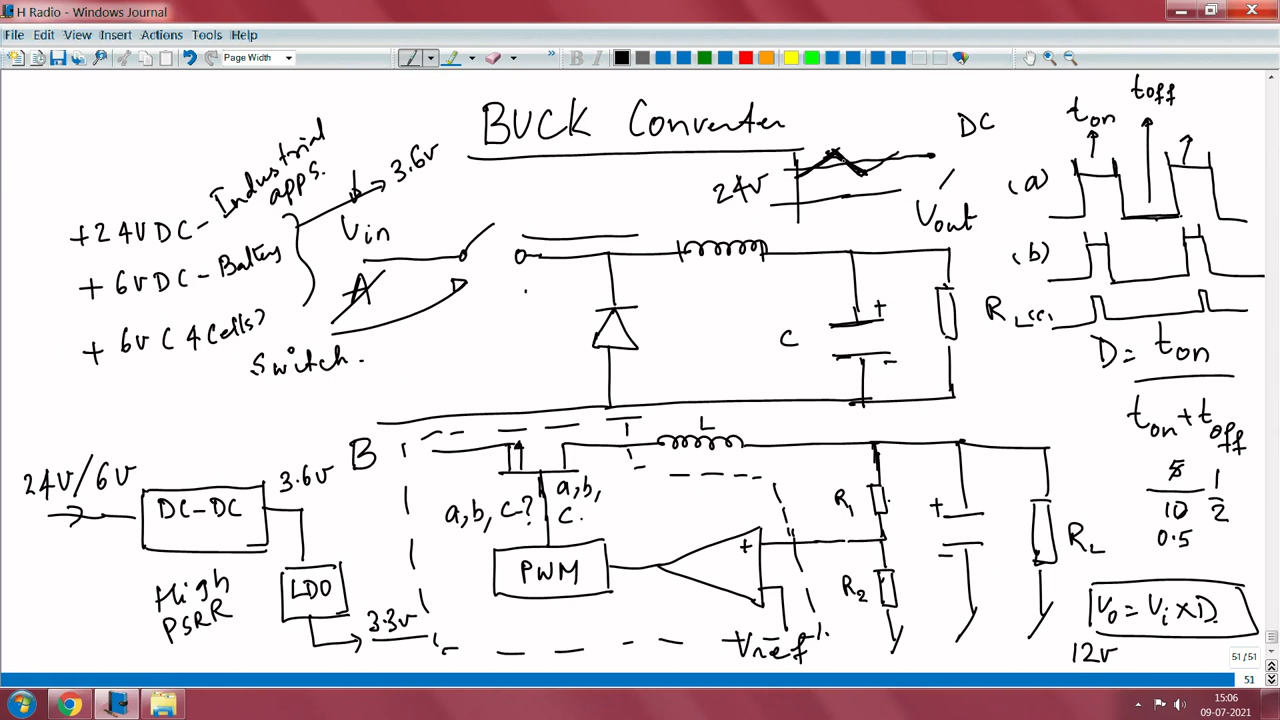 H Radio - Windows Journal
File Edit View Insert Actions Tools Help
Page Width
BUCK Converter
DC
24V
Vout
ton
toff
(a)
(b)
+24VDC - Industrial apps.
+ 6VDC - Battery
+ 6V ( 4 Cells)
3.6V
Vin
Switch.
C
+
-
RL
D = ton
ton + toff
5
10
1
2
0.5
Vo = Vi x D
12V
B
L
a, b, c?
a, b, c.
PWM
+
Vref
R1
R2
+
-
RL
24V/6V
DC-DC
3.6V
LDO
High PSRR
3.3V
51/51
51
15:06
09-07-2021